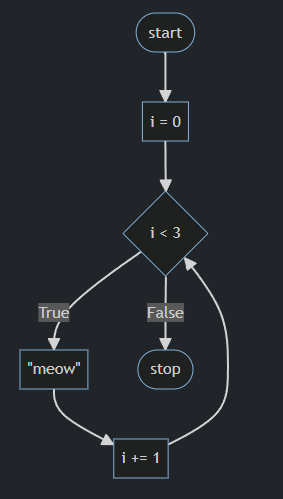 start
i = 0
i < 3
True
False
"meow"
stop
i += 1